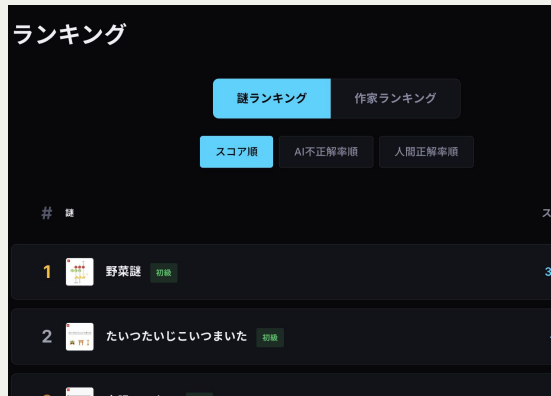 ランキング
謎ランキング 作家ランキング
スコア順 AI不正解率順 人間正解率順
# 謎 ス
1 野菜謎 初級 3
2 たいつたいじこいつまいた 初級